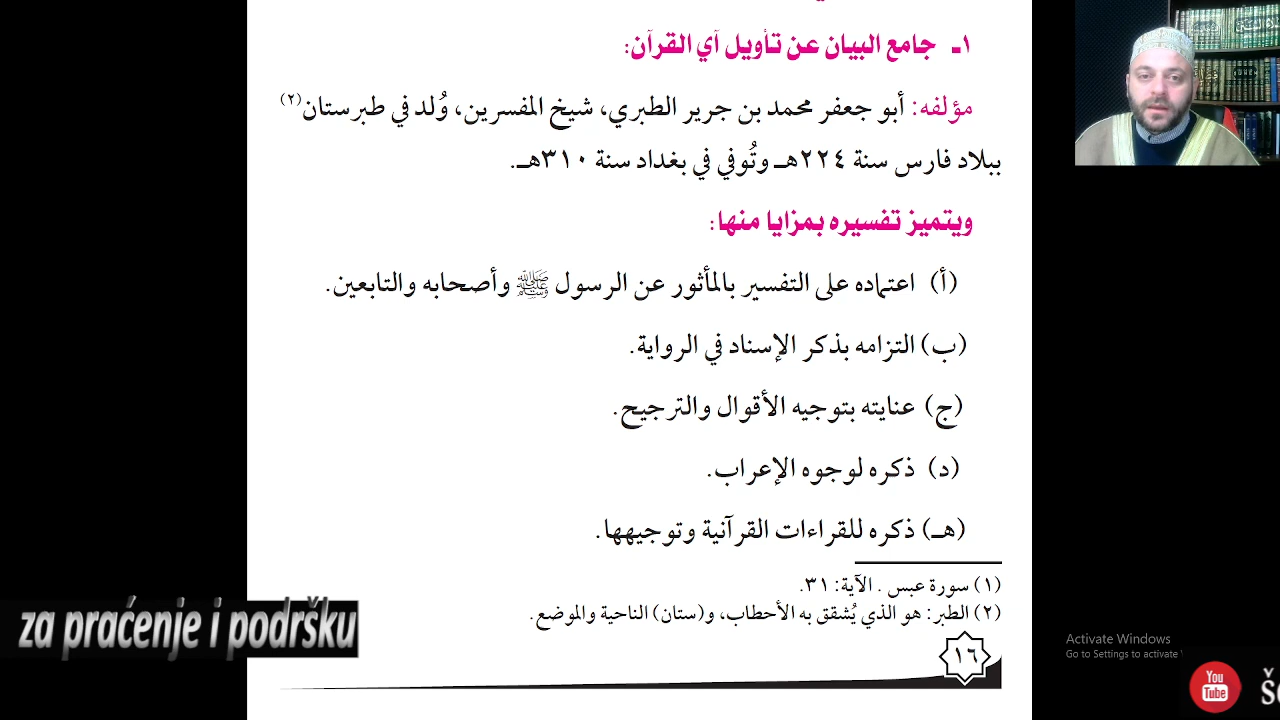 ١ـ جامع البيان عن تأويل آي القرآن:
مؤلفه: أبو جعفر محمد بن جرير الطبري، شيخ المفسرين، وُلد في طبرستان(٢)
ببلاد فارس سنة ٢٢٤هـ وتُوفي في بغداد سنة ٣١٠هـ.
ويتميز تفسيره بمزايا منها:
(أ) اعتماده على التفسير بالمأثور عن الرسول ﷺ وأصحابه والتابعين.
(ب) التزامه بذكر الإسناد في الرواية.
(ج) عنايته بتوجيه الأقوال والترجيح.
(د) ذكره لوجوه الإعراب.
(هـ) ذكره للقراءات القرآنية وتوجيهها.
(١) سورة عبس . الآية: ٣١.
(٢) الطبر: هو الذي يُشقق به الأحطاب، و(ستان) الناحية والموضع.
١٦
za praćenje i podršku
Activate Windows
Go to Settings to activate
You
Tube